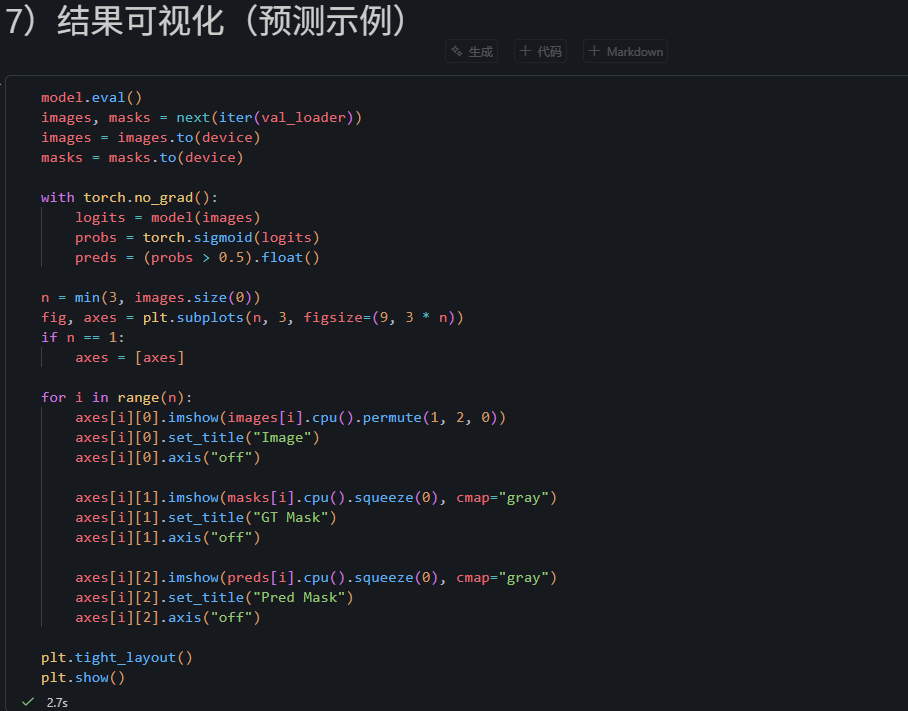 7）结果可视化（预测示例）
生成 + 代码 + Markdown
model.eval()
images, masks = next(iter(val_loader))
images = images.to(device)
masks = masks.to(device)

with torch.no_grad():
    logits = model(images)
    probs = torch.sigmoid(logits)
    preds = (probs > 0.5).float()

n = min(3, images.size(0))
fig, axes = plt.subplots(n, 3, figsize=(9, 3 * n))
if n == 1:
    axes = [axes]

for i in range(n):
    axes[i][0].imshow(images[i].cpu().permute(1, 2, 0))
    axes[i][0].set_title("Image")
    axes[i][0].axis("off")

    axes[i][1].imshow(masks[i].cpu().squeeze(0), cmap="gray")
    axes[i][1].set_title("GT Mask")
    axes[i][1].axis("off")

    axes[i][2].imshow(preds[i].cpu().squeeze(0), cmap="gray")
    axes[i][2].set_title("Pred Mask")
    axes[i][2].axis("off")

plt.tight_layout()
plt.show()
2.7s